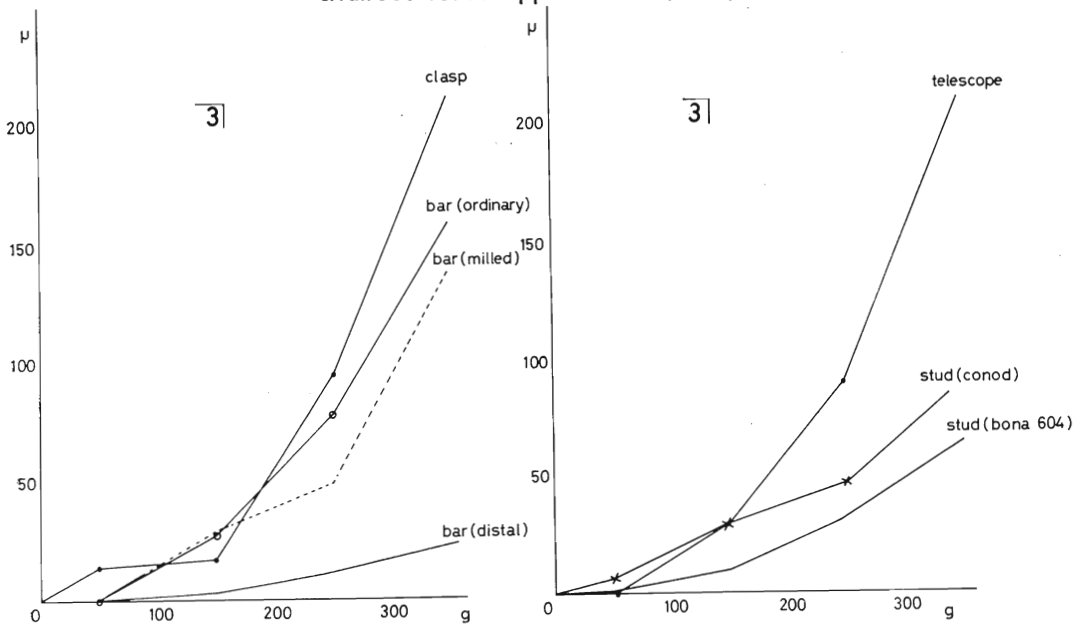 μ
clasp
3
200
bar (ordinary)
150
bar (milled)
100
50
bar (distal)
0
100
200
300
g
μ
telescope
3
200
150
100
stud (conod)
stud (bona 604)
50
0
100
200
300
g